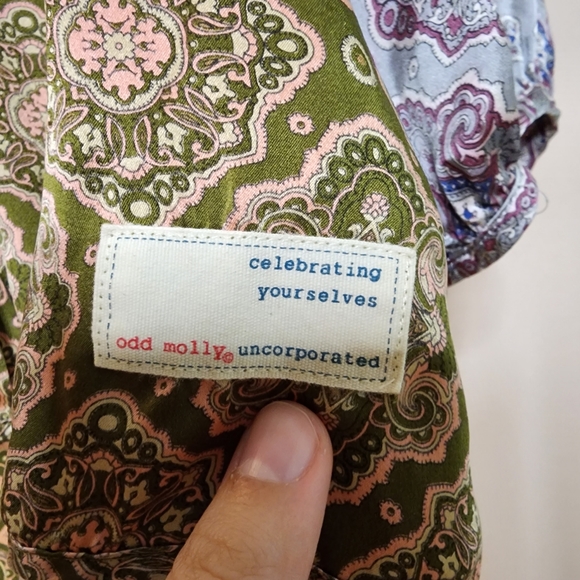 celebrating
yourselves
odd molly© uncorporated